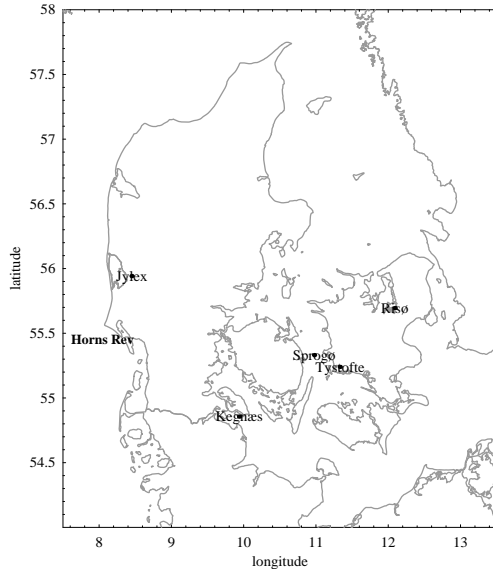 58
57.5
57
56.5
56
55.5
55
54.5
latitude
Jylex
Risø
Horns Rev
Sprogø
Tystofte
Kegnæs
8 9 10 11 12 13
longitude